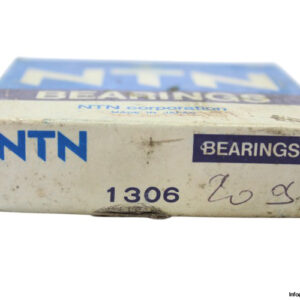 NTN
BEARINGS
NTN corporation
MADE IN JAPAN
NTN
BEARINGS
1306